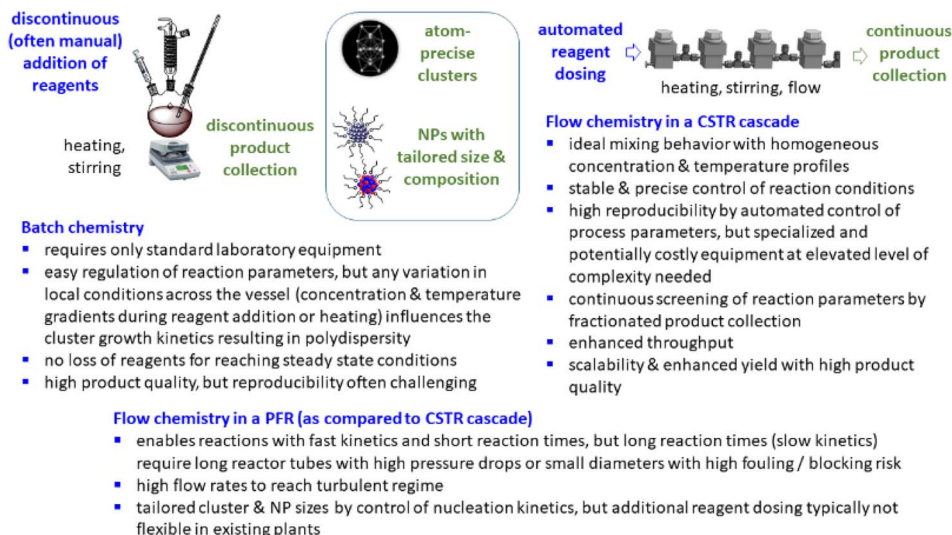 discontinuous
(often manual)
addition of
reagents
heating,
stirring
discontinuous
product
collection
atom-
precise
clusters
NPs with
tailored size &
composition
automated
reagent
dosing
heating, stirring, flow
continuous
product
collection
Batch chemistry
▪ requires only standard laboratory equipment
▪ easy regulation of reaction parameters, but any variation in
local conditions across the vessel (concentration & temperature
gradients during reagent addition or heating) influences the
cluster growth kinetics resulting in polydispersity
▪ no loss of reagents for reaching steady state conditions
▪ high product quality, but reproducibility often challenging
Flow chemistry in a CSTR cascade
▪ ideal mixing behavior with homogeneous
concentration & temperature profiles
▪ stable & precise control of reaction conditions
▪ high reproducibility by automated control of
process parameters, but specialized and
potentially costly equipment at elevated level of
complexity needed
▪ continuous screening of reaction parameters by
fractionated product collection
▪ enhanced throughput
▪ scalability & enhanced yield with high product
quality
Flow chemistry in a PFR (as compared to CSTR cascade)
▪ enables reactions with fast kinetics and short reaction times, but long reaction times (slow kinetics)
require long reactor tubes with high pressure drops or small diameters with high fouling / blocking risk
▪ high flow rates to reach turbulent regime
▪ tailored cluster & NP sizes by control of nucleation kinetics, but additional reagent dosing typically not
flexible in existing plants